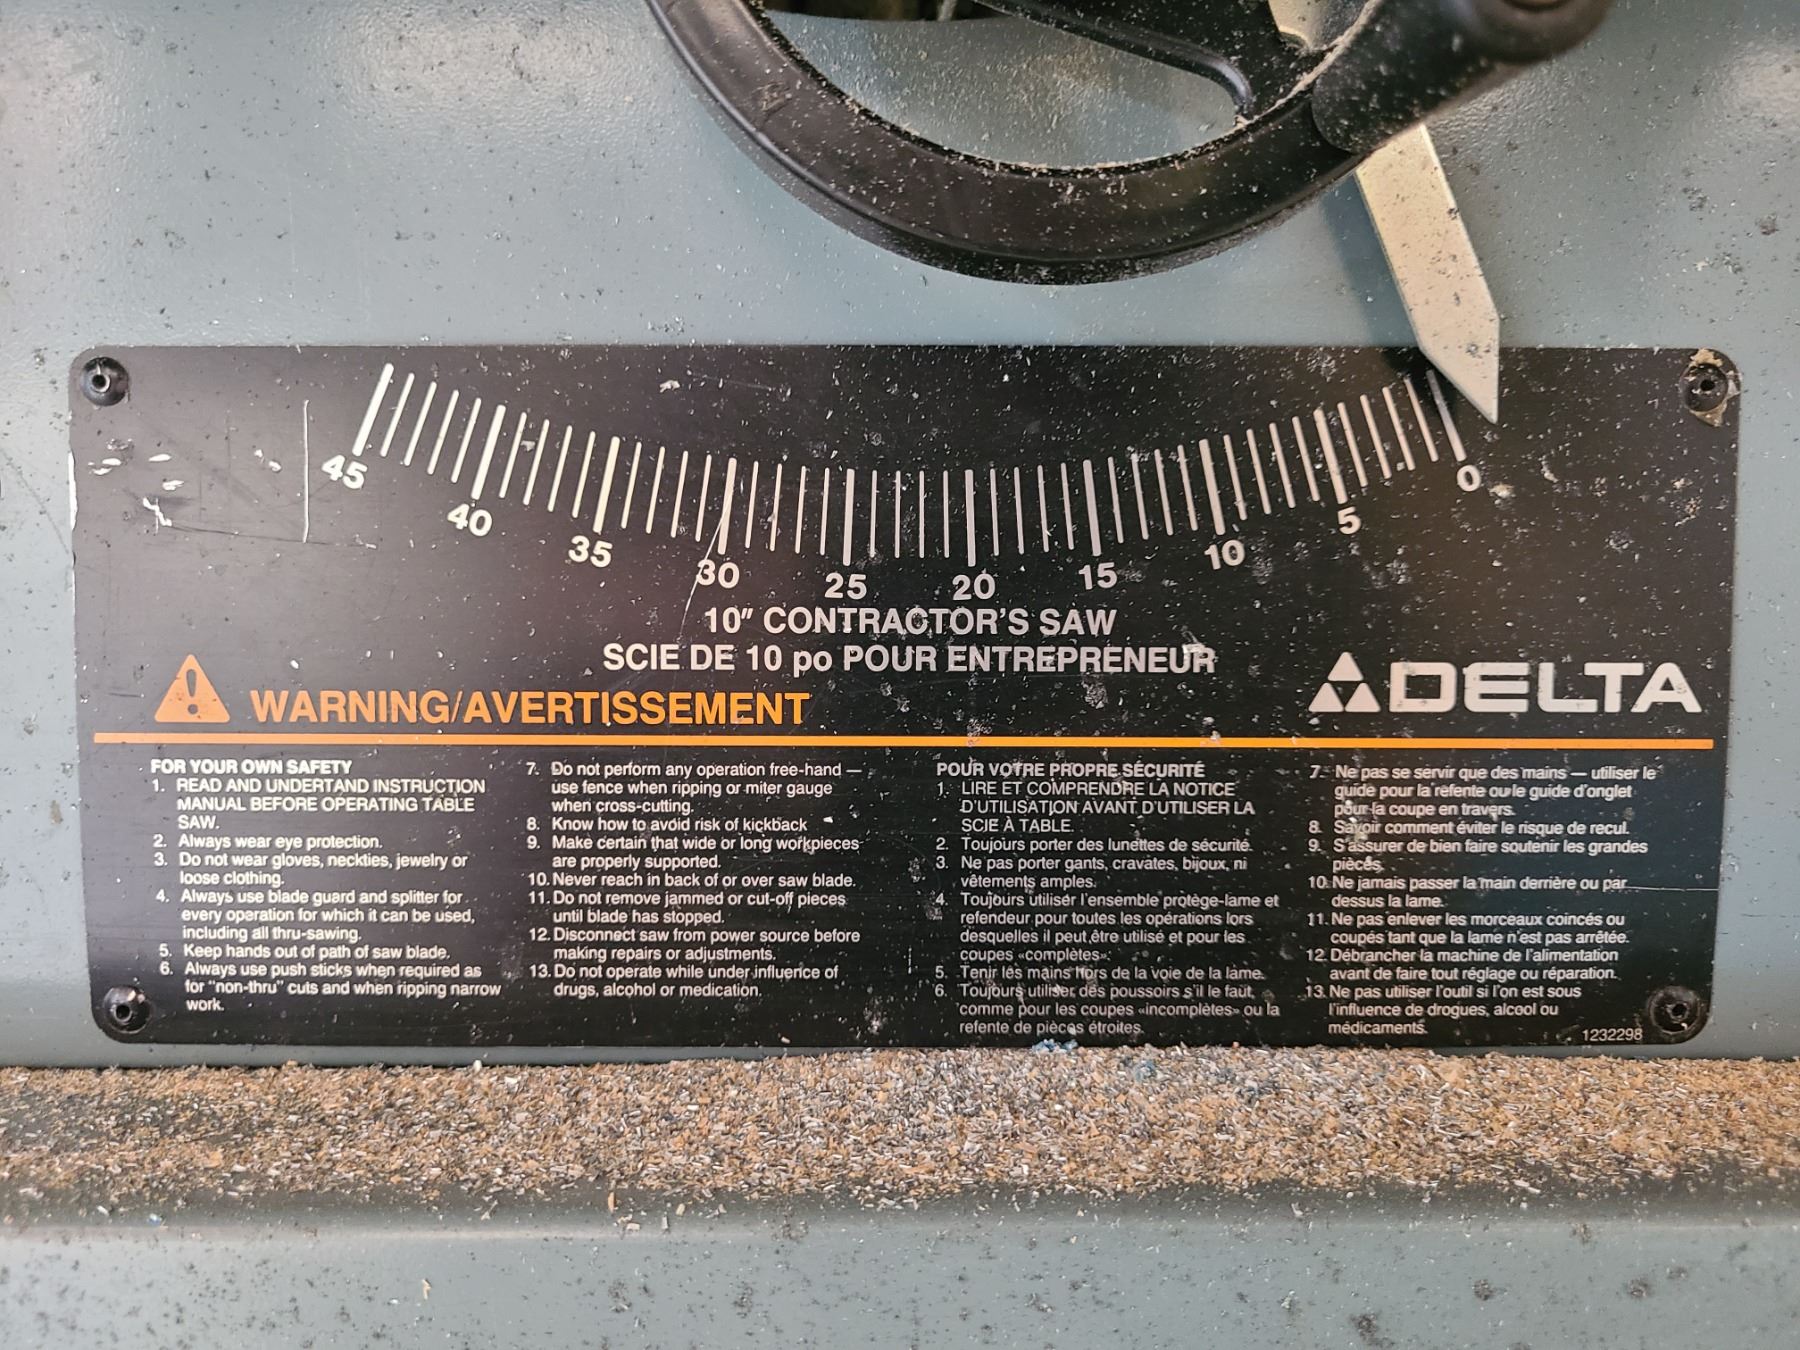 45 40 35 30 25 20 15 10 5 0
10″ CONTRACTOR'S SAW
SCIE DE 10 po POUR ENTREPRENEUR
WARNING/AVERTISSEMENT
DELTA
FOR YOUR OWN SAFETY
1. READ AND UNDERTAND INSTRUCTION
MANUAL BEFORE OPERATING TABLE
SAW.
2. Always wear eye protection.
3. Do not wear gloves, neckties, jewelry or
loose clothing.
4. Always use blade guard and splitter for
every operation for which it can be used,
including all thru-sawing.
5. Keep hands out of path of saw blade.
6. Always use push sticks when required as
for "non-thru" cuts and when ripping narrow
work.
7. Do not perform any operation free-hand —
use fence when ripping or miter gauge
when cross-cutting.
8. Know how to avoid risk of kickback
9. Make certain that wide or long workpieces
are properly supported.
10. Never reach in back of or over saw blade.
11. Do not remove jammed or cut-off pieces
until blade has stopped.
12. Disconnect saw from power source before
making repairs or adjustments.
13. Do not operate while under influence of
drugs, alcohol or medication.
POUR VOTRE PROPRE SÉCURITÉ
1. LIRE ET COMPRENDRE LA NOTICE
D'UTILISATION AVANT D'UTILISER LA
SCIE À TABLE.
2. Toujours porter des lunettes de sécurité.
3. Ne pas porter gants, cravates, bijoux, ni
vêtements amples.
4. Toujours utilisér l'ensemble protège-lame et
refendeur pour toutes les opérations lors
desquelles il peut être utilisé et pour les
coupes «complètes».
5. Tenir les mains hors de la voie de la lame.
6. Toujours utiliser des poussoirs s'il le faut,
comme pour les coupes «incomplètes» ou la
refente de pièces étroites.
7. Ne pas se servir que des mains — utiliser le
guide pour la refente ou le guide d'onglet
pour la coupe en travers.
8. Savoir comment éviter le risque de recul.
9. S'assurer de bien faire soutenir les grandes
pièces.
10. Ne jamais passer la main derrière ou par
dessus la lame.
11. Ne pas enlever les morceaux coincés ou
coupés tant que la lame n'est pas arrêtée.
12. Débrancher la machine de l'alimentation
avant de faire tout réglage ou réparation.
13. Ne pas utiliser l'outil si l'on est sous
l'influence de drogues, alcool ou
médicaments.
1232298